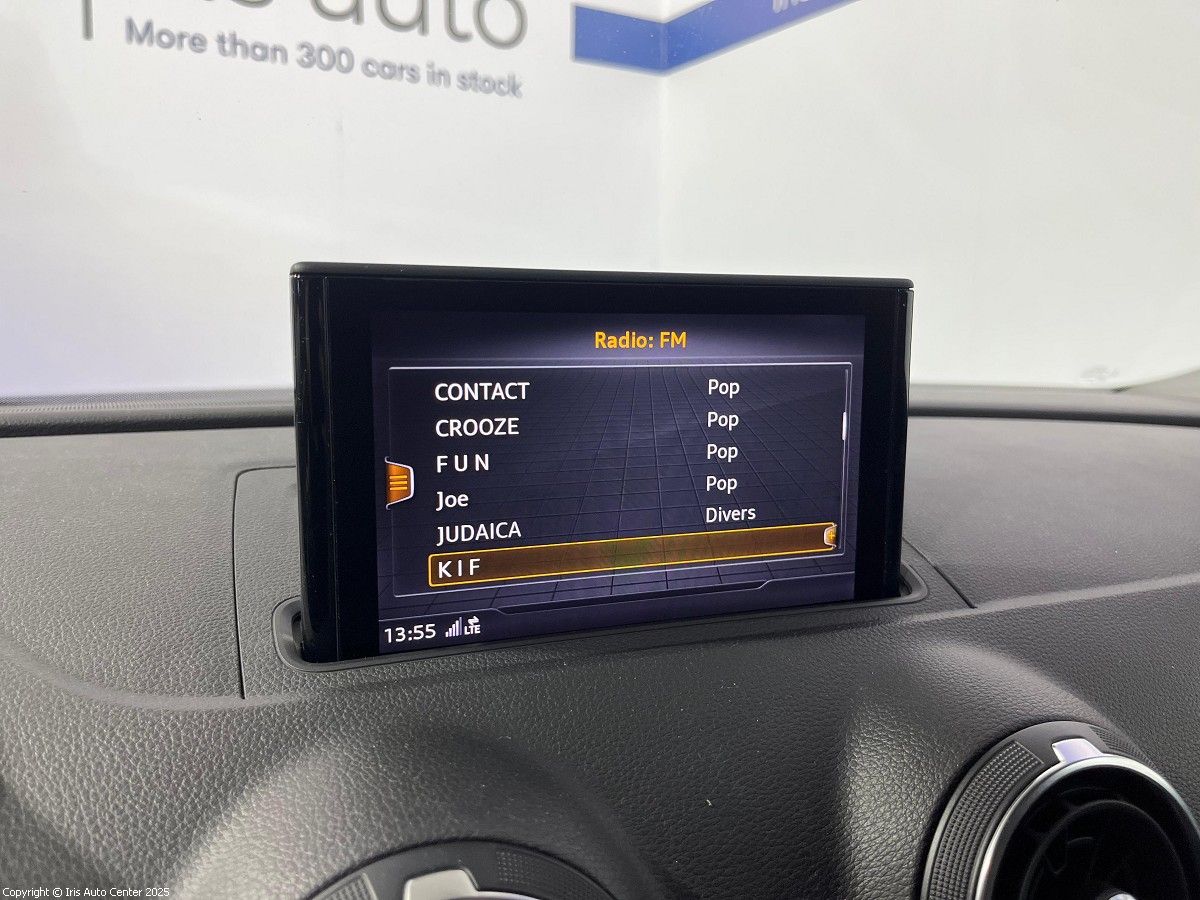 auto
More than 300 cars in stock
Radio: FM
CONTACT Pop
CROOZE Pop
F U N Pop
Joe Pop
JUDAICA Divers
K I F
13:55 LTE
Copyright © Iris Auto Center 2025